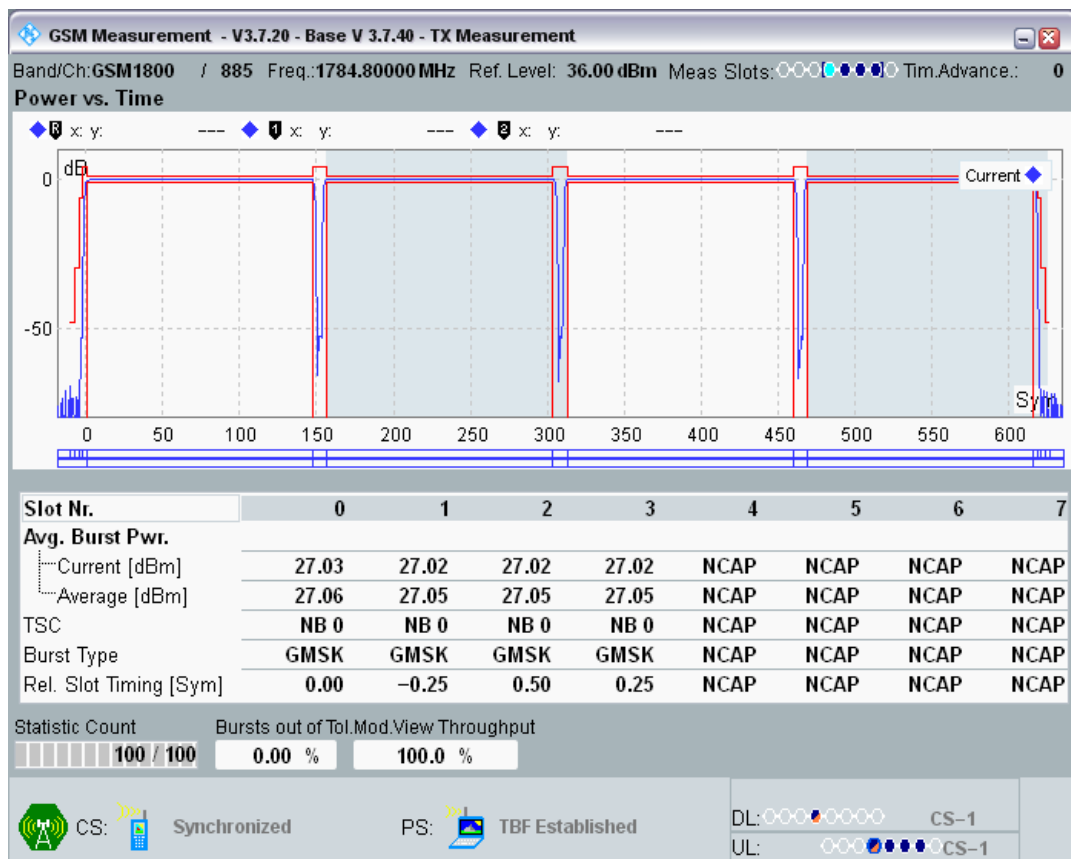 GSM Measurement - V3.7.20 - Base V 3.7.40 - TX Measurement
Band/Ch:GSM1800 / 885 Freq.:1784.80000 MHz Ref. Level: 36.00 dBm Meas Slots: Tim.Advance.: 0
Power vs. Time
R x: y: --- 1 x: y: --- 2 x: y: ---
dB
Current
0
-50
Sym
0 50 100 150 200 250 300 350 400 450 500 550 600
Slot Nr. 0 1 2 3 4 5 6 7
Avg. Burst Pwr.
Current [dBm] 27.03 27.02 27.02 27.02 NCAP NCAP NCAP NCAP
Average [dBm] 27.06 27.05 27.05 27.05 NCAP NCAP NCAP NCAP
TSC NB 0 NB 0 NB 0 NB 0 NCAP NCAP NCAP NCAP
Burst Type GMSK GMSK GMSK GMSK NCAP NCAP NCAP NCAP
Rel. Slot Timing [Sym] 0.00 −0.25 0.50 0.25 NCAP NCAP NCAP NCAP
Statistic Count Bursts out of Tol.Mod.View Throughput
100 / 100 0.00 % 100.0 %
CS: Synchronized PS: TBF Established
DL: CS−1
UL: CS−1